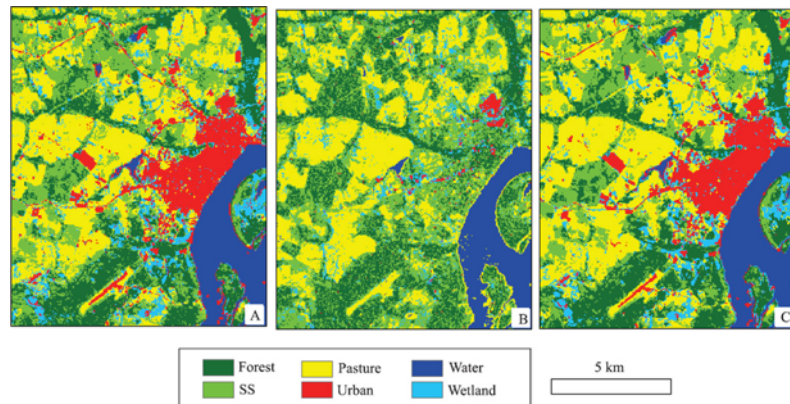 A
B
C
Forest
Pasture
Water
SS
Urban
Wetland
5 km